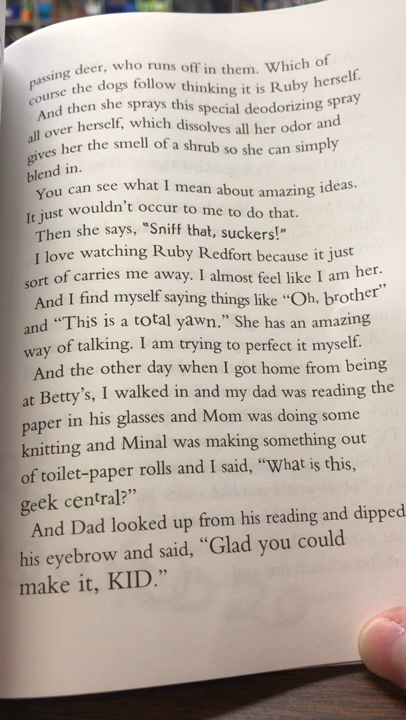 passing deer, who runs off in them. Which of
course the dogs follow thinking it is Ruby herself.
And then she sprays this special deodorizing spray
all over herself, which dissolves all her odor and
gives her the smell of a shrub so she can simply
blend in.
You can see what I mean about amazing ideas.
It just wouldn't occur to me to do that.
Then she says, "Sniff that, suckers!"
I love watching Ruby Redfort because it just
sort of carries me away. I almost feel like I am her.
And I find myself saying things like "Oh, brother"
and "This is a total yawn." She has an amazing
way of talking. I am trying to perfect it myself.
And the other day when I got home from being
at Betty's, I walked in and my dad was reading the
paper in his glasses and Mom was doing some
knitting and Minal was making something out
of toilet-paper rolls and I said, "What is this,
geek central?"
And Dad looked up from his reading and dipped
his eyebrow and said, "Glad you could
make it, KID."